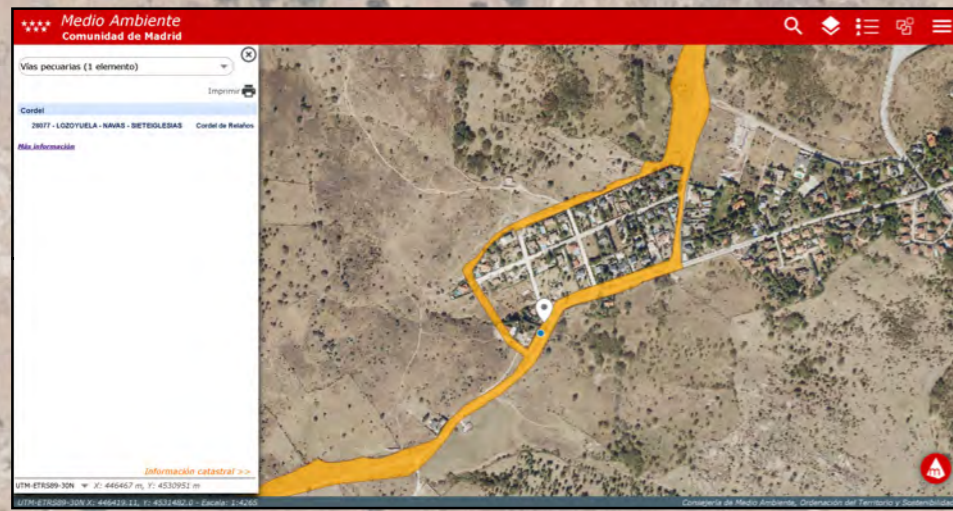 Medio Ambiente
Comunidad de Madrid
Vías pecuarias (1 elemento)
Imprimir
Cordel
28077 - LOZOYUELA - NAVAS - SIETEIGLESIAS Cordel de Relaños
Más información
Información catastral >>
UTM-ETRS89-30N X: 446467 m, Y: 4530951 m
UTM-ETRS89-30N X: 446419.11, Y: 4531482.0 - Escala: 1:4265
Consejería de Medio Ambiente, Ordenación del Territorio y Sostenibilidad